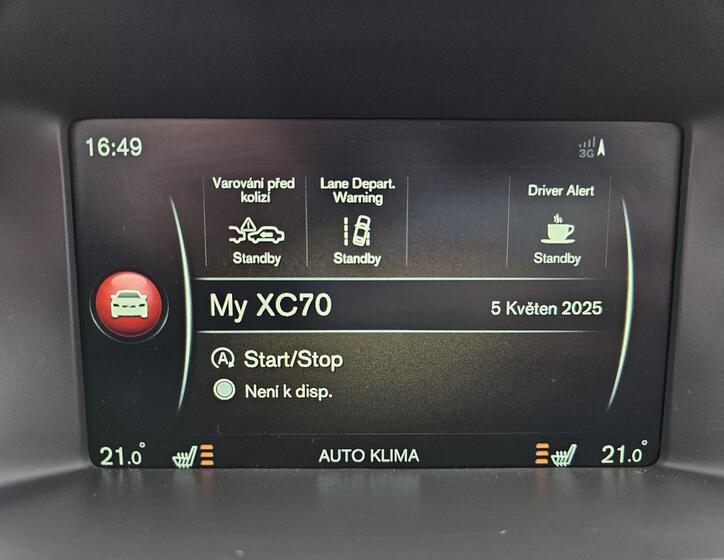 16:49
3G
Varování před
kolizí
Lane Depart.
Warning
Driver Alert
Standby
Standby
Standby
My XC70
5 Květen 2025
A Start/Stop
Není k disp.
21.0°
AUTO KLIMA
21.0°